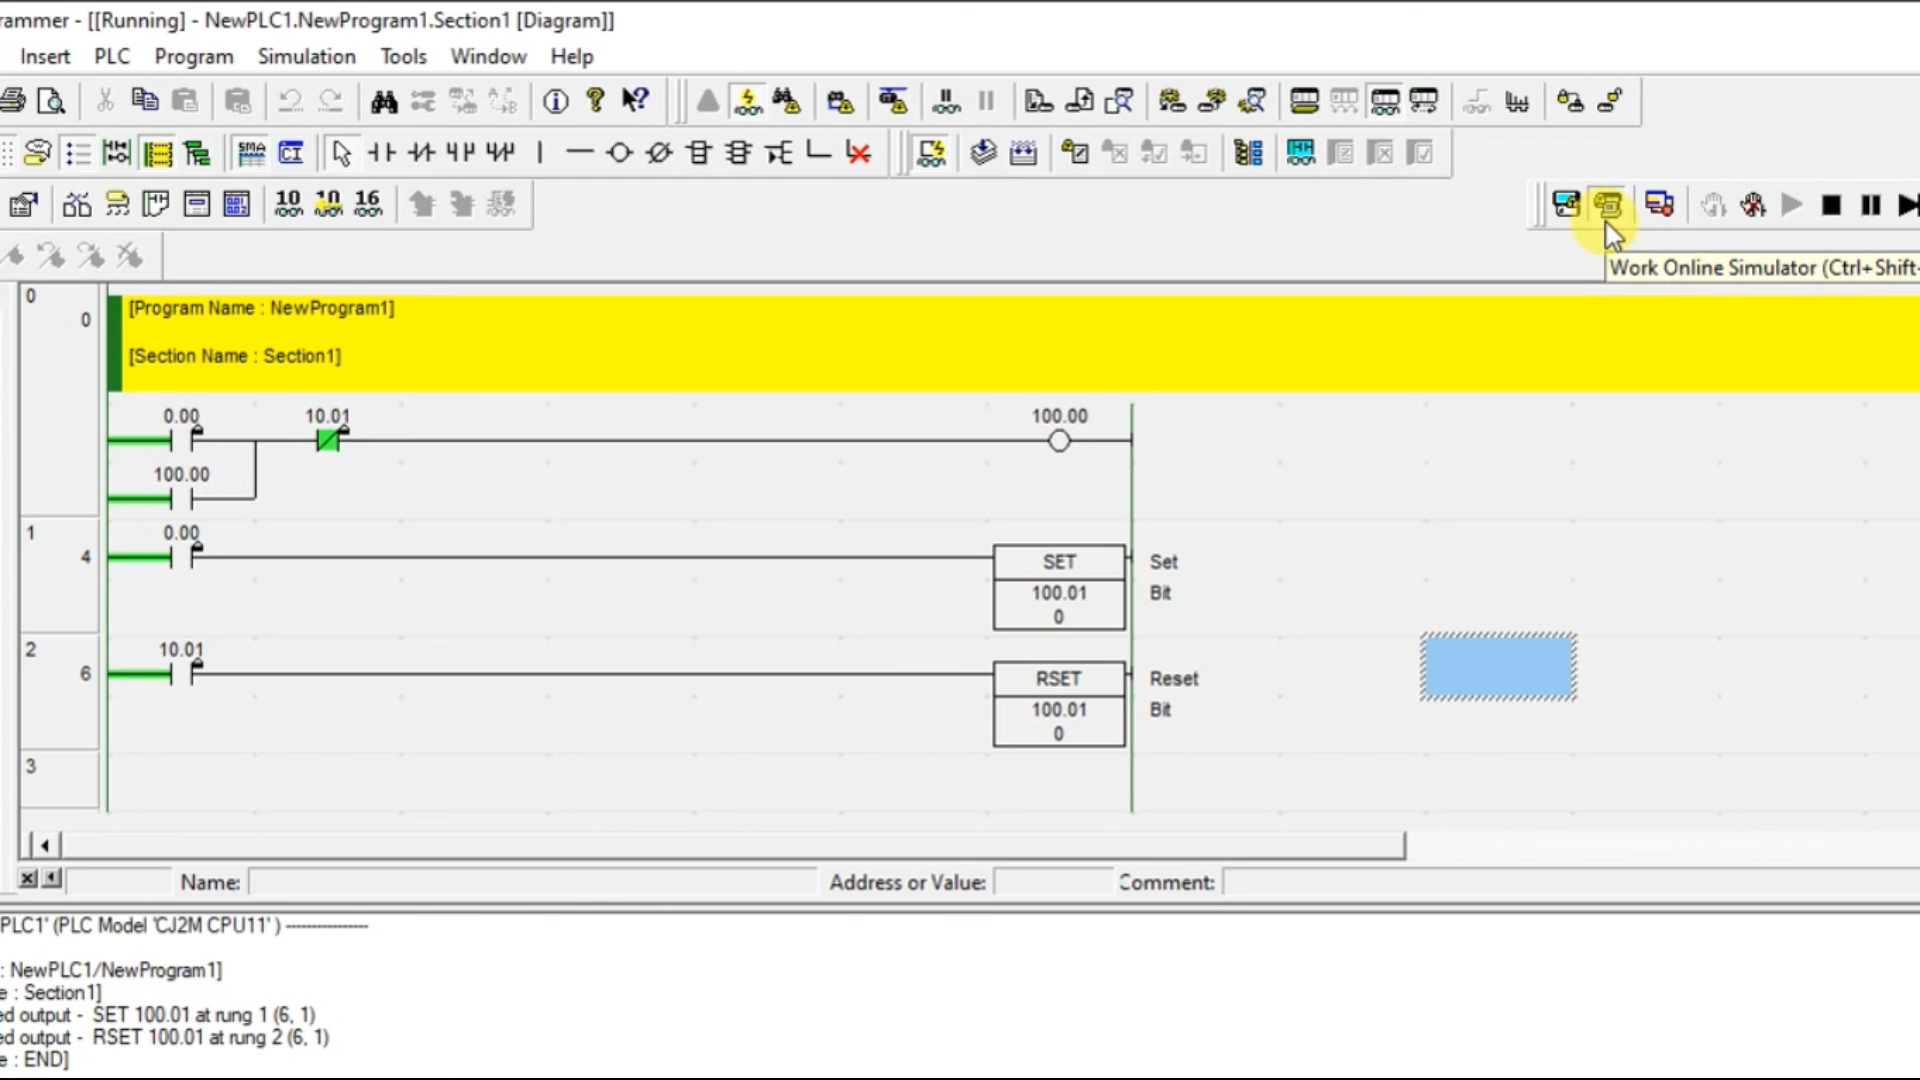 rammer - [[Running] - NewPLC1.NewProgram1.Section1 [Diagram]]
Insert PLC Program Simulation Tools Window Help
SMA CI
10 10 16
Work Online Simulator (Ctrl+Shift-
0
0
[Program Name : NewProgram1]
[Section Name : Section1]
0.00 10.01 100.00
100.00
1
4
0.00
SET Set
100.01 Bit
0
2
6
10.01
RSET Reset
100.01 Bit
0
3
Name: Address or Value: Comment:
PLC1' (PLC Model 'CJ2M CPU11' ) ----------------
: NewPLC1/NewProgram1]
e : Section1]
ed output - SET 100.01 at rung 1 (6, 1)
ed output - RSET 100.01 at rung 2 (6, 1)
e : END]